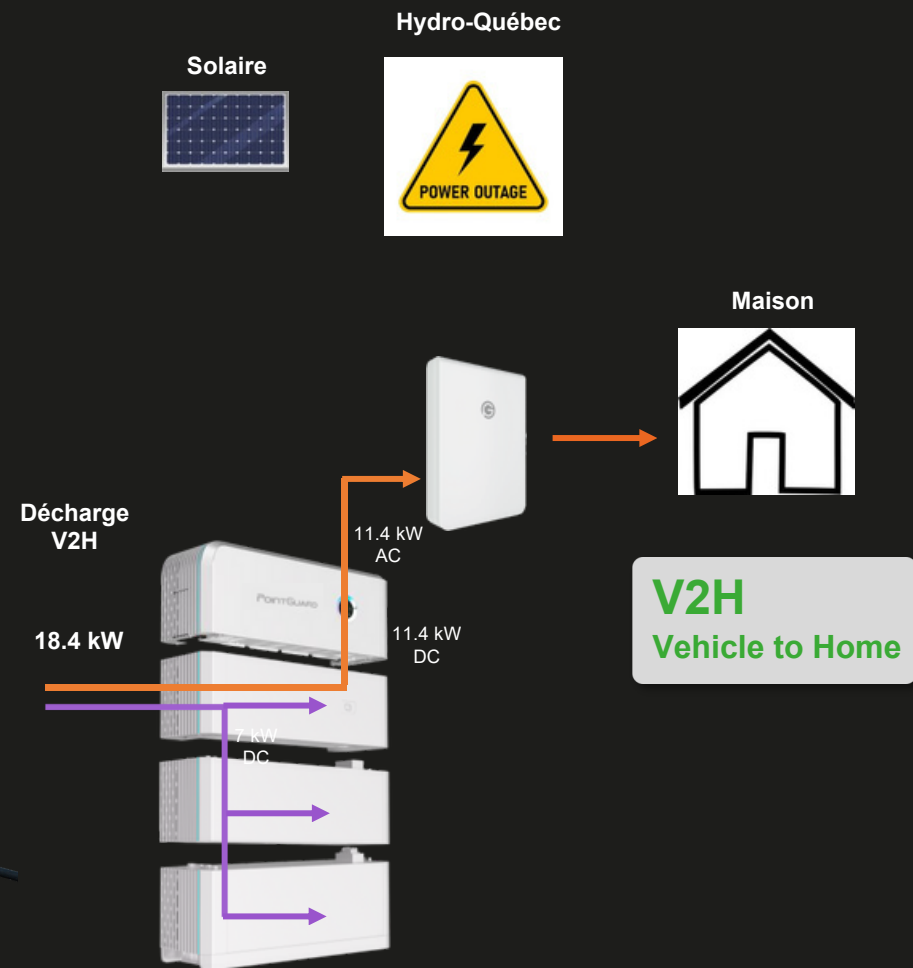 Hydro-Québec
Solaire
POWER OUTAGE
Maison
Décharge
V2H
11.4 kW
AC
POINTGUARD
18.4 kW
11.4 kW
DC
V2H
Vehicle to Home
7 kW
DC